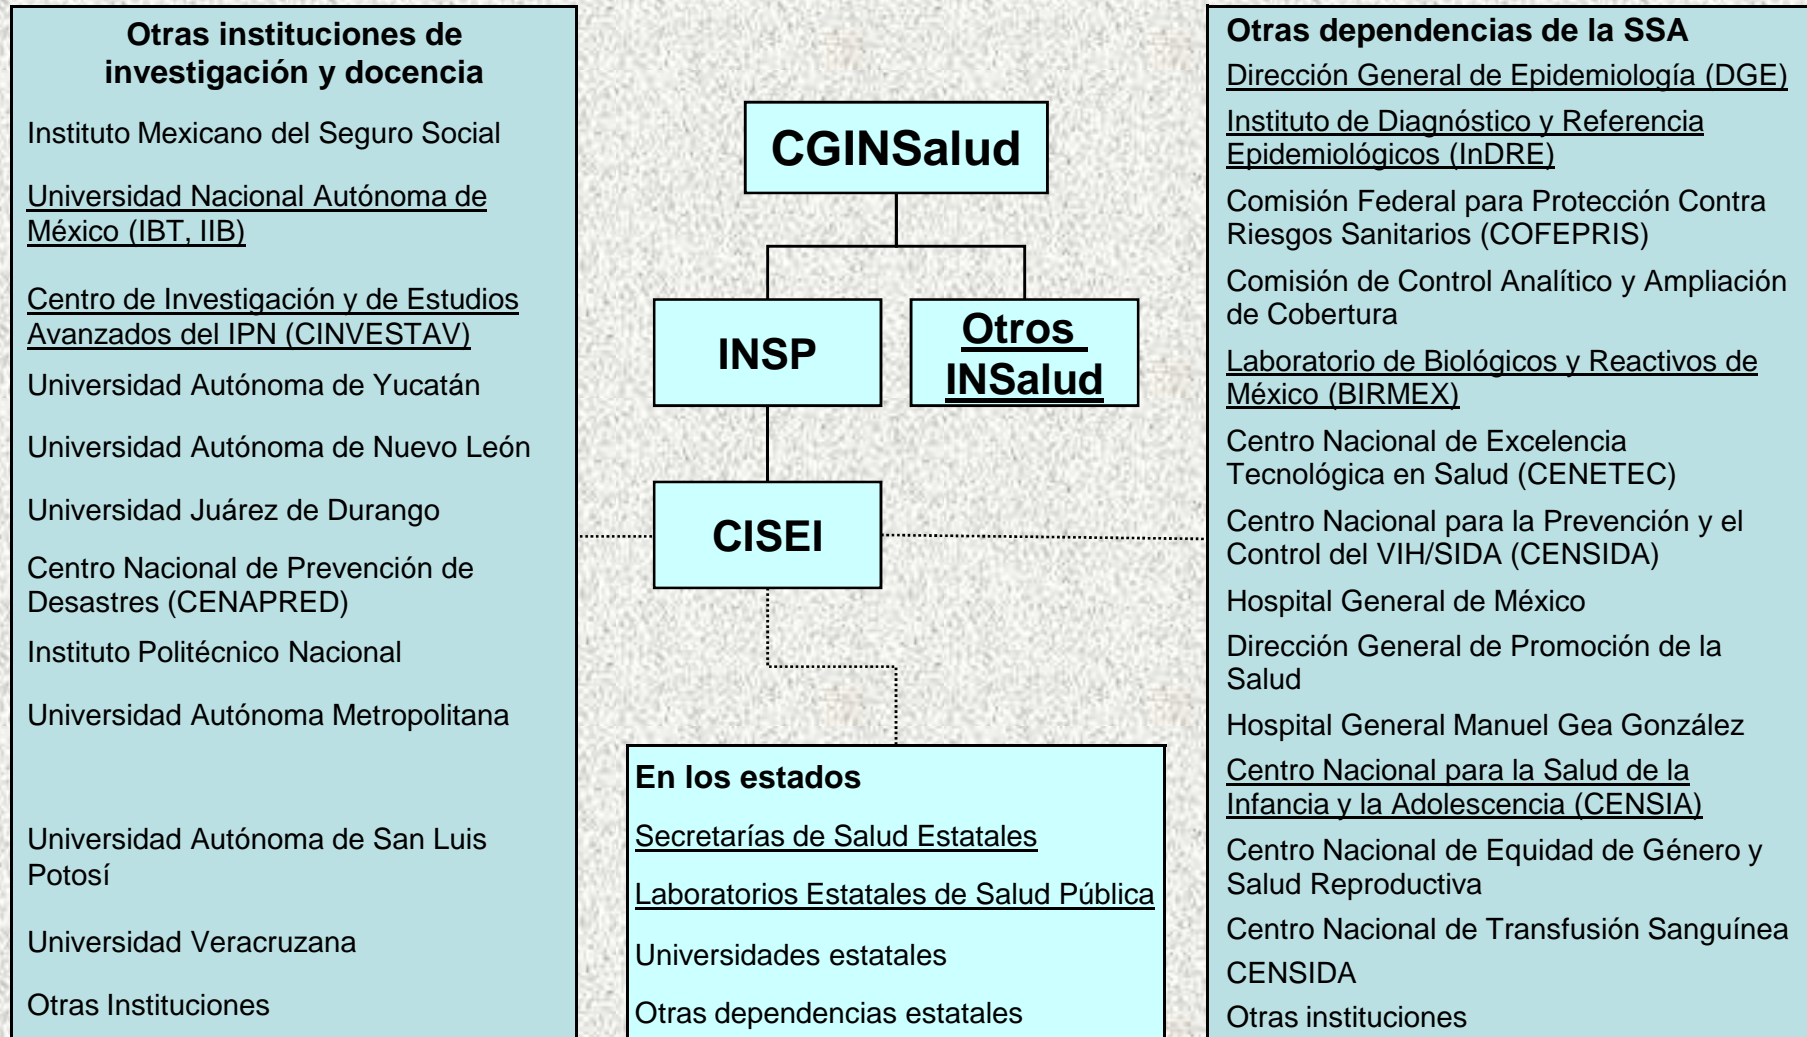 Otras instituciones de
investigación y docencia
Instituto Mexicano del Seguro Social
Universidad Nacional Autónoma de
México (IBT, IIB)
Centro de Investigación y de Estudios
Avanzados del IPN (CINVESTAV)
Universidad Autónoma de Yucatán
Universidad Autónoma de Nuevo León
Universidad Juárez de Durango
Centro Nacional de Prevención de
Desastres (CENAPRED)
Instituto Politécnico Nacional
Universidad Autónoma Metropolitana
Universidad Autónoma de San Luis
Potosí
Universidad Veracruzana
Otras Instituciones
CGINSalud
INSP
Otros
INSalud
CISEI
En los estados
Secretarías de Salud Estatales
Laboratorios Estatales de Salud Pública
Universidades estatales
Otras dependencias estatales
Otras dependencias de la SSA
Dirección General de Epidemiología (DGE)
Instituto de Diagnóstico y Referencia
Epidemiológicos (InDRE)
Comisión Federal para Protección Contra
Riesgos Sanitarios (COFEPRIS)
Comisión de Control Analítico y Ampliación
de Cobertura
Laboratorio de Biológicos y Reactivos de
México (BIRMEX)
Centro Nacional de Excelencia
Tecnológica en Salud (CENETEC)
Centro Nacional para la Prevención y el
Control del VIH/SIDA (CENSIDA)
Hospital General de México
Dirección General de Promoción de la
Salud
Hospital General Manuel Gea González
Centro Nacional para la Salud de la
Infancia y la Adolescencia (CENSIA)
Centro Nacional de Equidad de Género y
Salud Reproductiva
Centro Nacional de Transfusión Sanguínea
CENSIDA
Otras instituciones